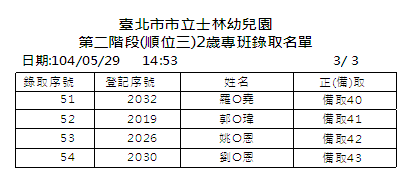 臺北市市立士林幼兒園
第二階段(順位三)2歲專班錄取名單
日期:104/05/29 14:53 3/ 3
錄取序號 登記序號 姓名 正(備)取
51 2032 羅O堯 備取40
52 2019 郭O瑋 備取41
53 2026 姚O恩 備取42
54 2030 劉O恩 備取43